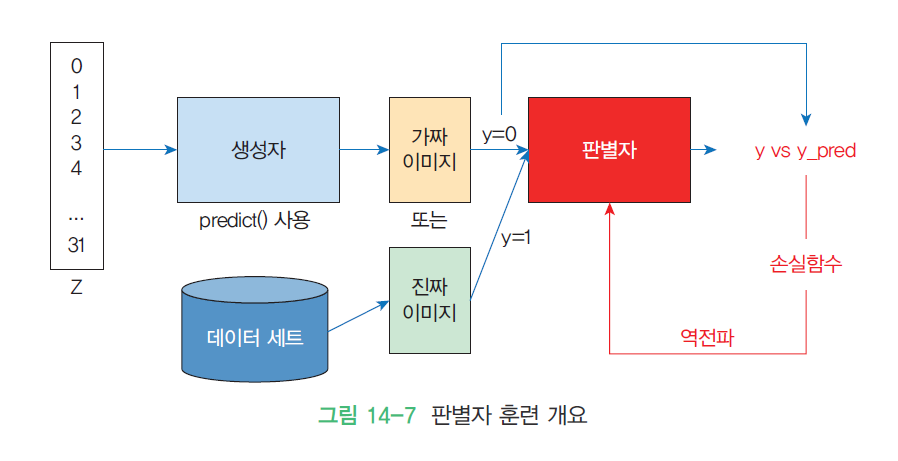 0
1
2
3
4
...
31
Z
생성자
predict() 사용
가짜
이미지
또는
y=0
판별자
y vs y_pred
y=1
진짜
이미지
데이터 세트
손실함수
역전파
그림 14-7 판별자 훈련 개요